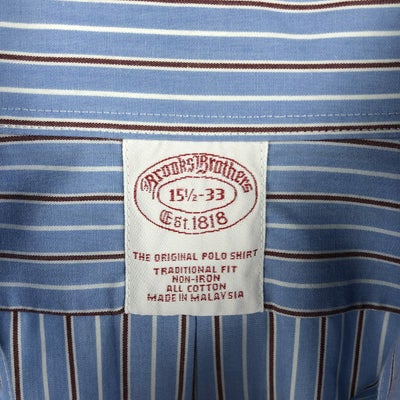 Brooks Brothers
15½-33
Est. 1818
THE ORIGINAL POLO SHIRT
TRADITIONAL FIT
NON-IRON
ALL COTTON
MADE IN MALAYSIA